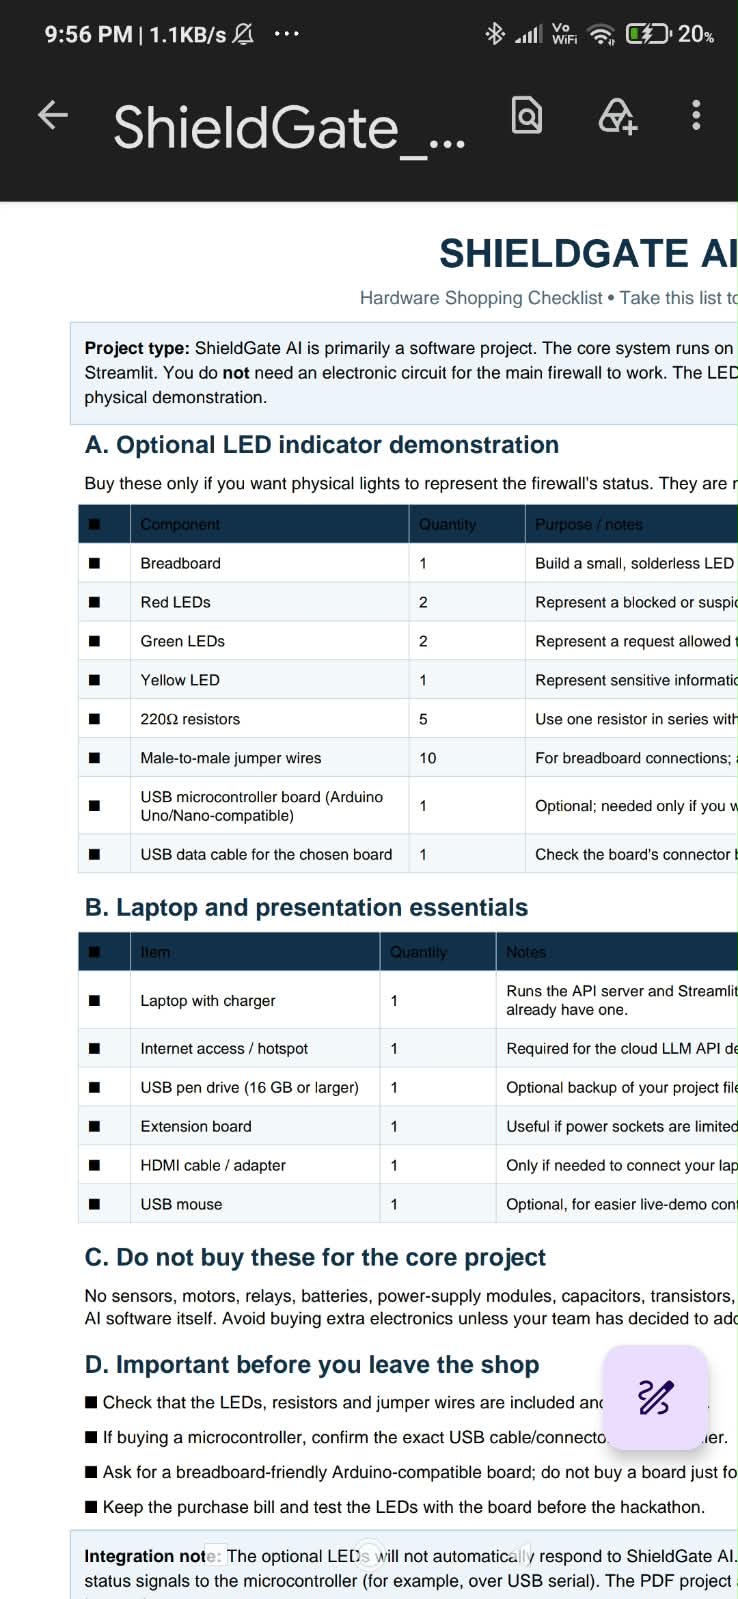 9:56 PM | 1.1KB/s ...
Vo WiFi 20%
ShieldGate_...
SHIELDGATE AI
Hardware Shopping Checklist • Take this list to
Project type: ShieldGate AI is primarily a software project. The core system runs on
Streamlit. You do not need an electronic circuit for the main firewall to work. The LED
physical demonstration.
A. Optional LED indicator demonstration
Buy these only if you want physical lights to represent the firewall's status. They are
■ Component Quantity Purpose / notes
■ Breadboard 1 Build a small, solderless LED
■ Red LEDs 2 Represent a blocked or
■ Green LEDs 2 Represent a request allowed
■ Yellow LED 1 Represent sensitive
■ 220Ω resistors 5 Use one resistor in series with
■ Male-to-male jumper wires 10 For breadboard connections;
■ USB microcontroller board (Arduino
Uno/Nano-compatible) 1 Optional; needed only if you
■ USB data cable for the chosen board 1 Check the board's connector
B. Laptop and presentation essentials
■ Item Quantity Notes
■ Laptop with charger 1 Runs the API server and Streamlit
already have one.
■ Internet access / hotspot 1 Required for the cloud LLM API
■ USB pen drive (16 GB or larger) 1 Optional backup of your project
■ Extension board 1 Useful if power sockets are limited
■ HDMI cable / adapter 1 Only if needed to connect your
■ USB mouse 1 Optional, for easier live-demo
C. Do not buy these for the core project
No sensors, motors, relays, batteries, power-supply modules, capacitors, transistors,
AI software itself. Avoid buying extra electronics unless your team has decided to
D. Important before you leave the shop
■ Check that the LEDs, resistors and jumper wires are included
■ If buying a microcontroller, confirm the exact USB
■ Ask for a breadboard-friendly Arduino-compatible board; do not buy a board just
■ Keep the purchase bill and test the LEDs with the board before the hackathon.
Integration note: The optional LEDs will not automatically respond to ShieldGate AI.
status signals to the microcontroller (for example, over USB serial). The PDF project